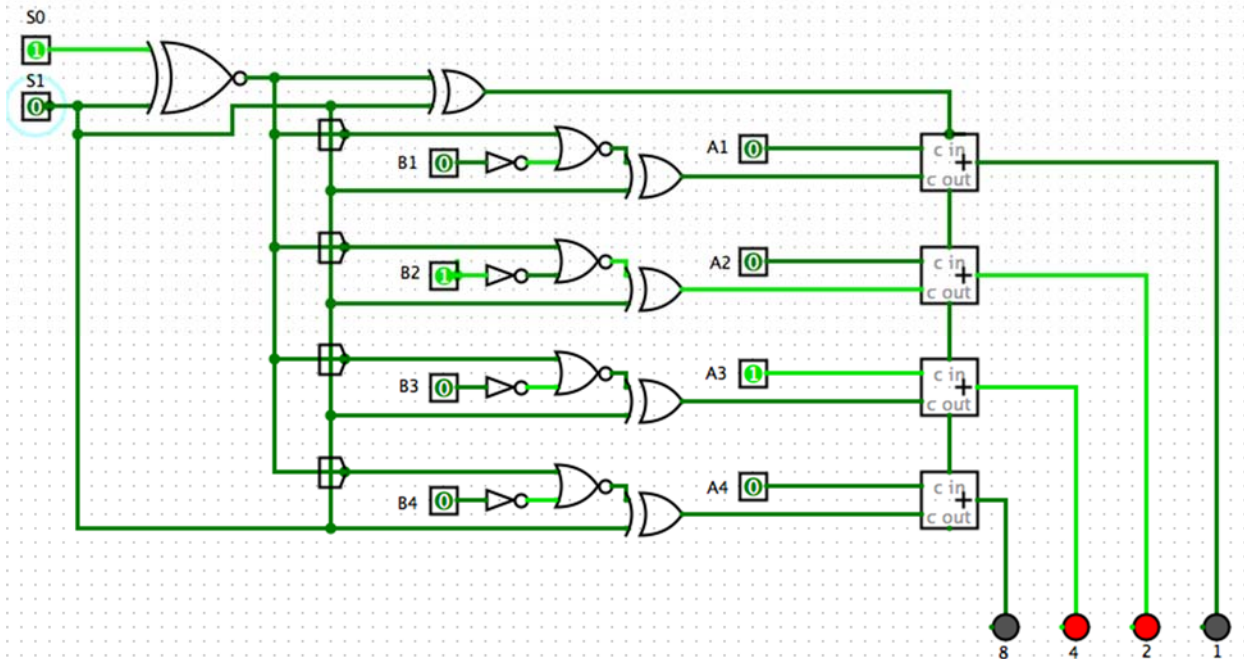 S0
1
S1
0
B1 0
A1 0
c in
+
c out
B2 1
A2 0
c in
+
c out
B3 0
A3 1
c in
+
c out
B4 0
A4 0
c in
+
c out
8 4 2 1